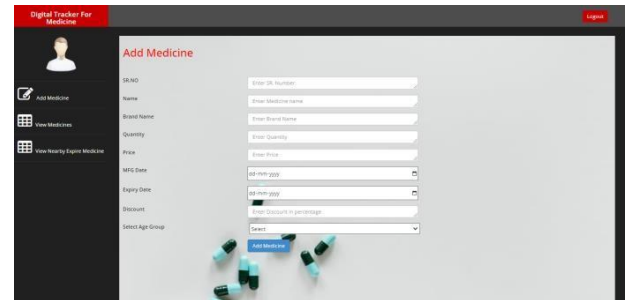 Digital Tracker For
Medicine
Logout
Add Medicine
View Medicines
View Nearby Expire Medicine
Add Medicine
SR.NO
Enter SR. Number
Name
Enter Medicine name
Brand Name
Enter Brand Name
Quantity
Enter Quantity
Price
Enter Price
MFG Date
dd-mm-yyyy
Expiry Date
dd-mm-yyyy
Discount
Enter Discount in percentage
Select Age Group
Select
Add Medicine